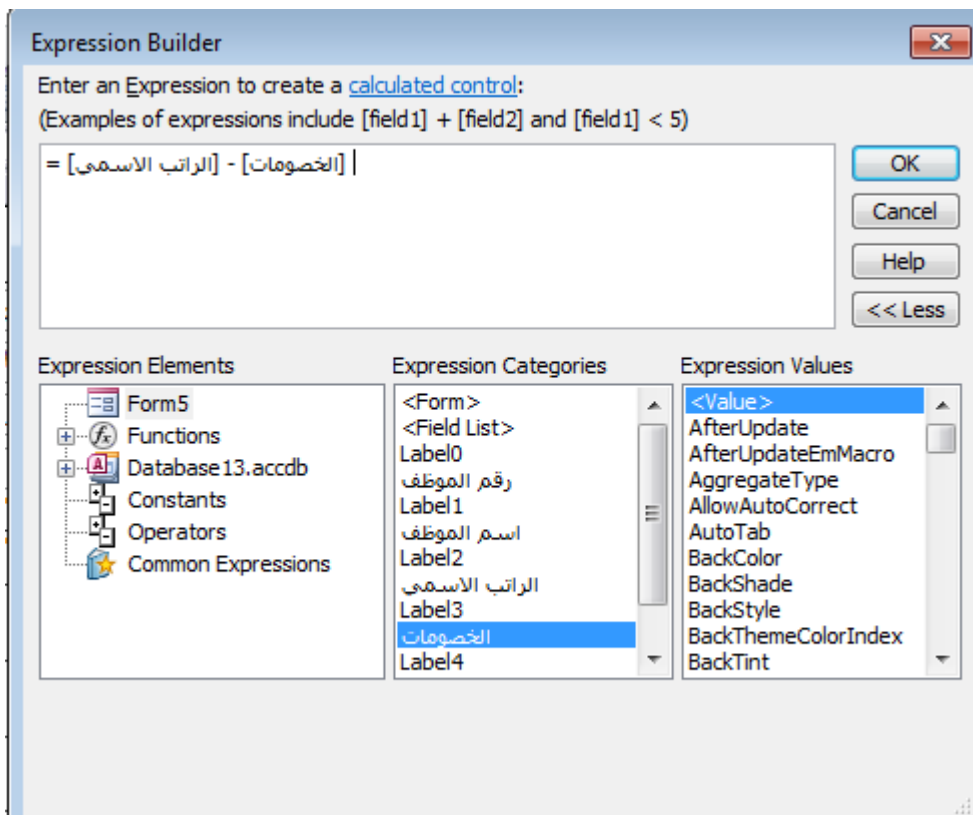 Expression Builder
Enter an Expression to create a calculated control:
(Examples of expressions include [field1] + [field2] and [field1] < 5)
= [الراتب الاسمي] - [الخصومات]
OK
Cancel
Help
<< Less
Expression Elements
Form5
Functions
Database13.accdb
Constants
Operators
Common Expressions
Expression Categories
<Form>
<Field List>
Label0
رقم الموظف
Label1
اسم الموظف
Label2
الراتب الاسمي
Label3
الخصومات
Label4
Expression Values
<Value>
AfterUpdate
AfterUpdateEmMacro
AggregateType
AllowAutoCorrect
AutoTab
BackColor
BackShade
BackStyle
BackThemeColorIndex
BackTint